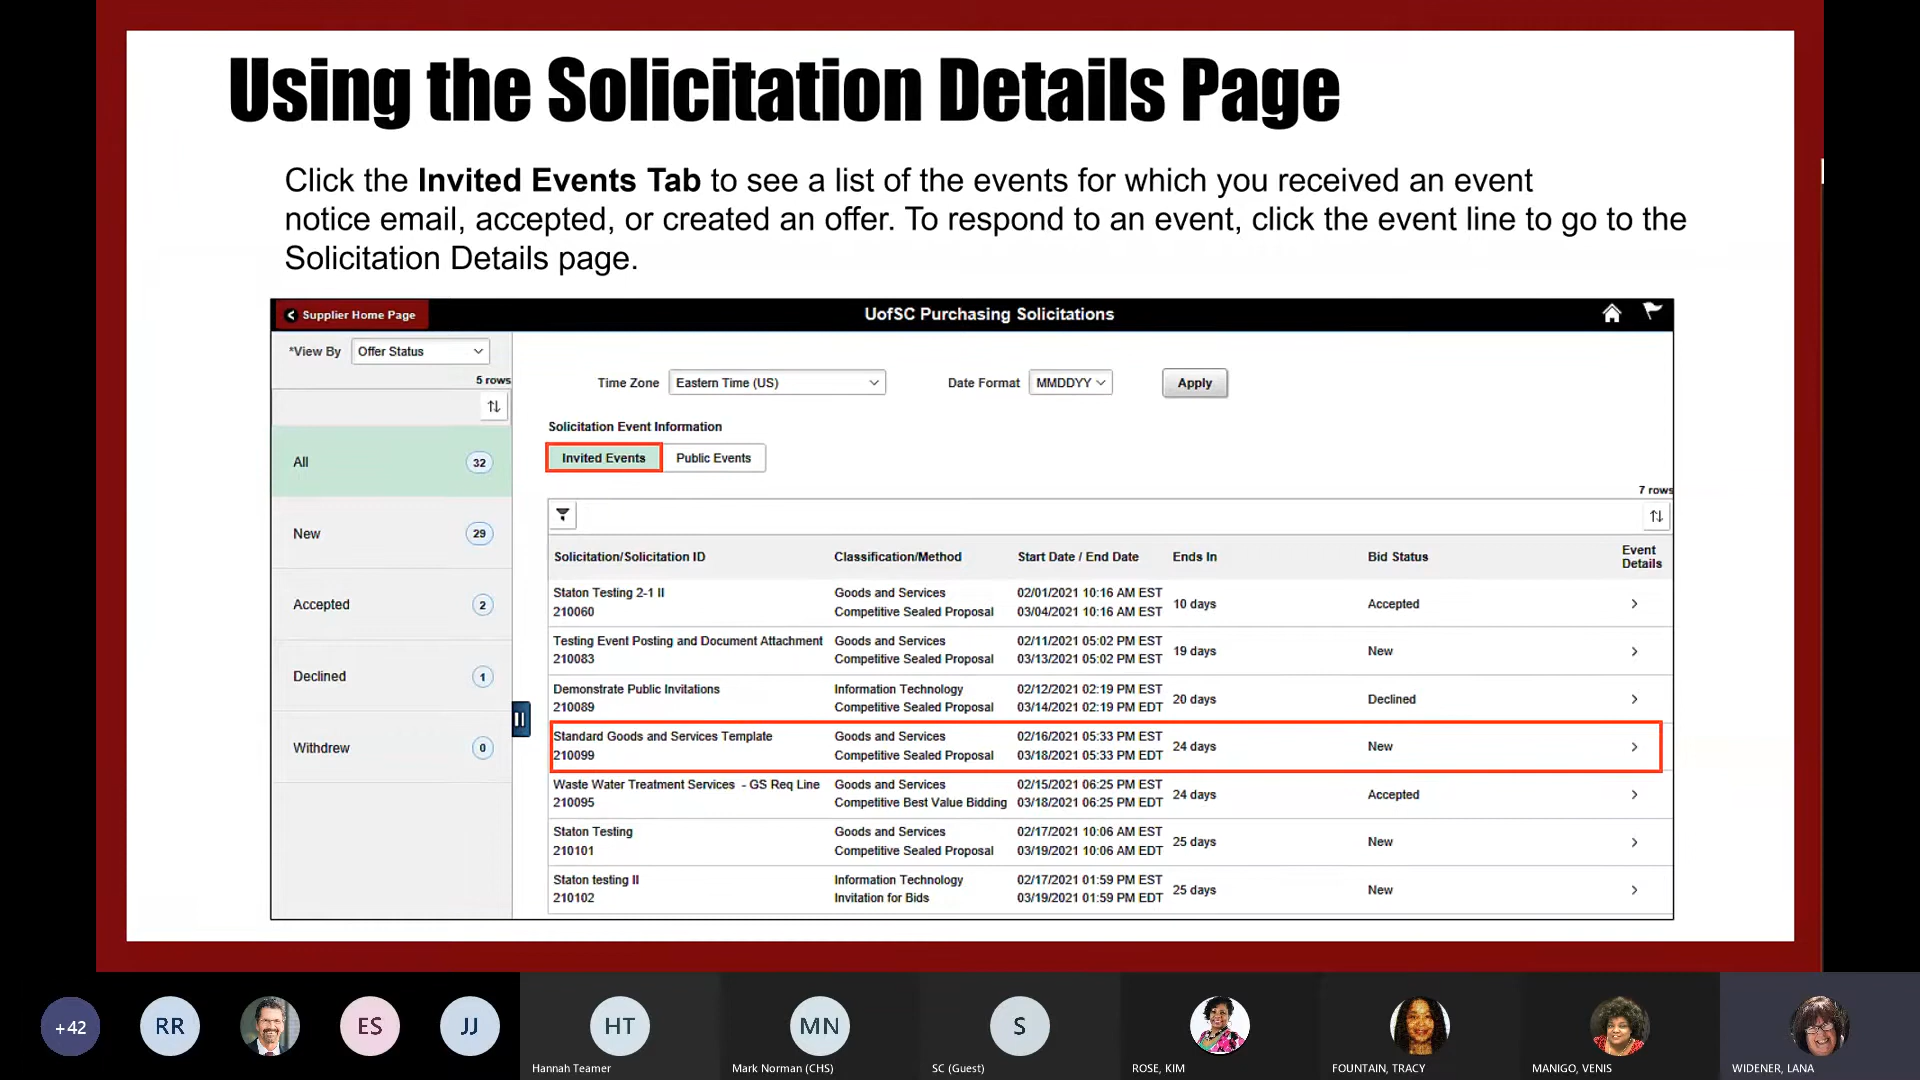 Using the Solicitation Details Page
Click the Invited Events Tab to see a list of the events for which you received an event
notice email, accepted, or created an offer. To respond to an event, click the event line to go to the
Solicitation Details page.
Supplier Home Page
UofSC Purchasing Solicitations
*View By Offer Status
5 rows
All 32
New 29
Accepted 2
Declined 1
Withdrew 0
Time Zone Eastern Time (US) Date Format MMDDYY Apply
Solicitation Event Information
Invited Events Public Events
7 rows
Solicitation/Solicitation ID Classification/Method Start Date / End Date Ends In Bid Status Event Details
Staton Testing 2-1 II Goods and Services 02/01/2021 10:16 AM EST
210060 Competitive Sealed Proposal 03/04/2021 10:16 AM EST
10 days Accepted
Testing Event Posting and Document Attachment Goods and Services 02/11/2021 05:02 PM EST
210083 Competitive Sealed Proposal 03/13/2021 05:02 PM EST
19 days New
Demonstrate Public Invitations Information Technology 02/12/2021 02:19 PM EST
210089 Competitive Sealed Proposal 03/14/2021 02:19 PM EDT
20 days Declined
Standard Goods and Services Template Goods and Services 02/16/2021 05:33 PM EST
210099 Competitive Sealed Proposal 03/18/2021 05:33 PM EDT
24 days New
Waste Water Treatment Services - GS Req Line Goods and Services 02/15/2021 06:25 PM EST
210095 Competitive Best Value Bidding 03/18/2021 06:25 PM EDT
24 days Accepted
Staton Testing Goods and Services 02/17/2021 10:06 AM EST
210101 Competitive Sealed Proposal 03/19/2021 10:06 AM EDT
25 days New
Staton testing II Information Technology 02/17/2021 01:59 PM EST
210102 Invitation for Bids 03/19/2021 01:59 PM EDT
25 days New
+42 RR ES JJ HT MN S
Hannah Teamer Mark Norman (CHS) SC (Guest) ROSE, KIM FOUNTAIN, TRACY MANIGO, VENIS WIDENER, LANA